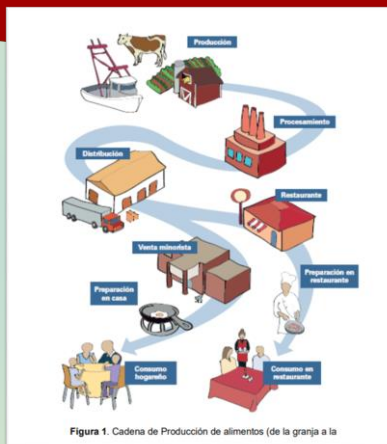 Producción
Procesamiento
Distribución
Restaurante
Venta minorista
Preparación en
restaurante
Preparación
en casa
Consumo
hogareño
Consumo en
restaurante
Figura 1. Cadena de Producción de alimentos (de la granja a la